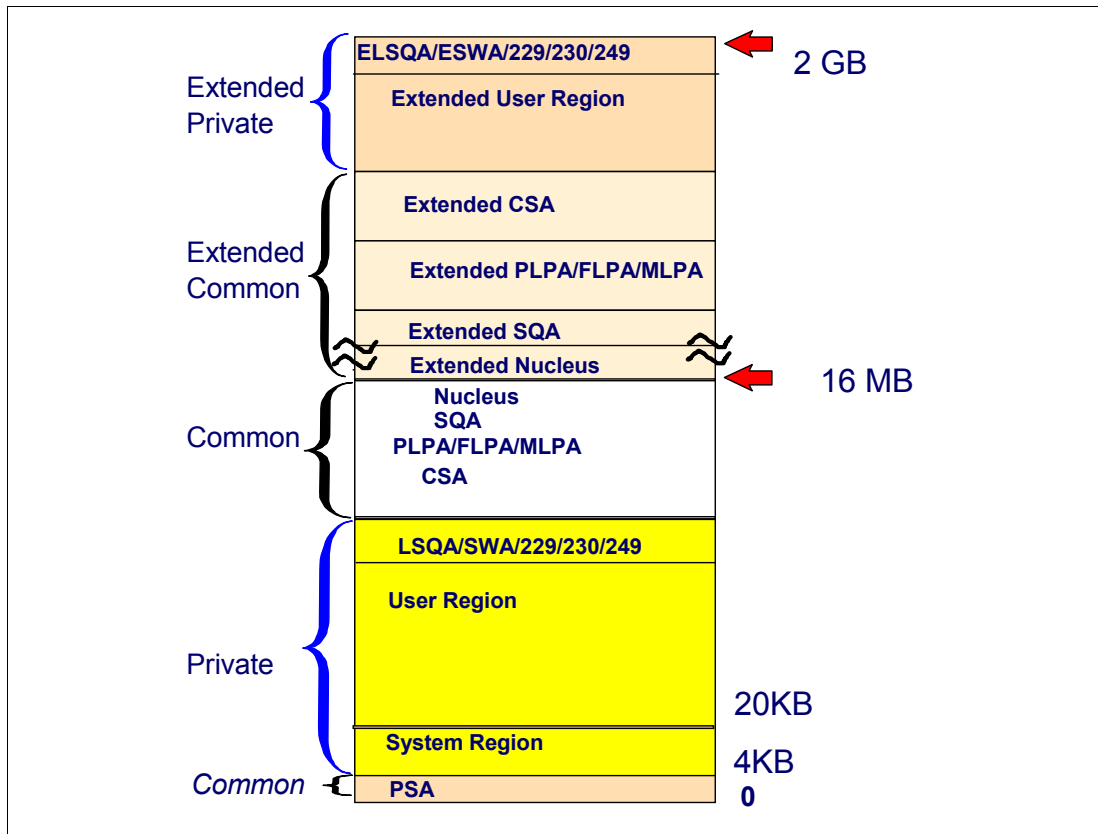 ELSQA/ESWA/229/230/249
2 GB
Extended
Private
Extended User Region
Extended CSA
Extended
Common
Extended PLPA/FLPA/MLPA
Extended SQA
Extended Nucleus
16 MB
Common
Nucleus
SQA
PLPA/FLPA/MLPA
CSA
LSQA/SWA/229/230/249
User Region
Private
20KB
System Region
4KB
Common
PSA
0